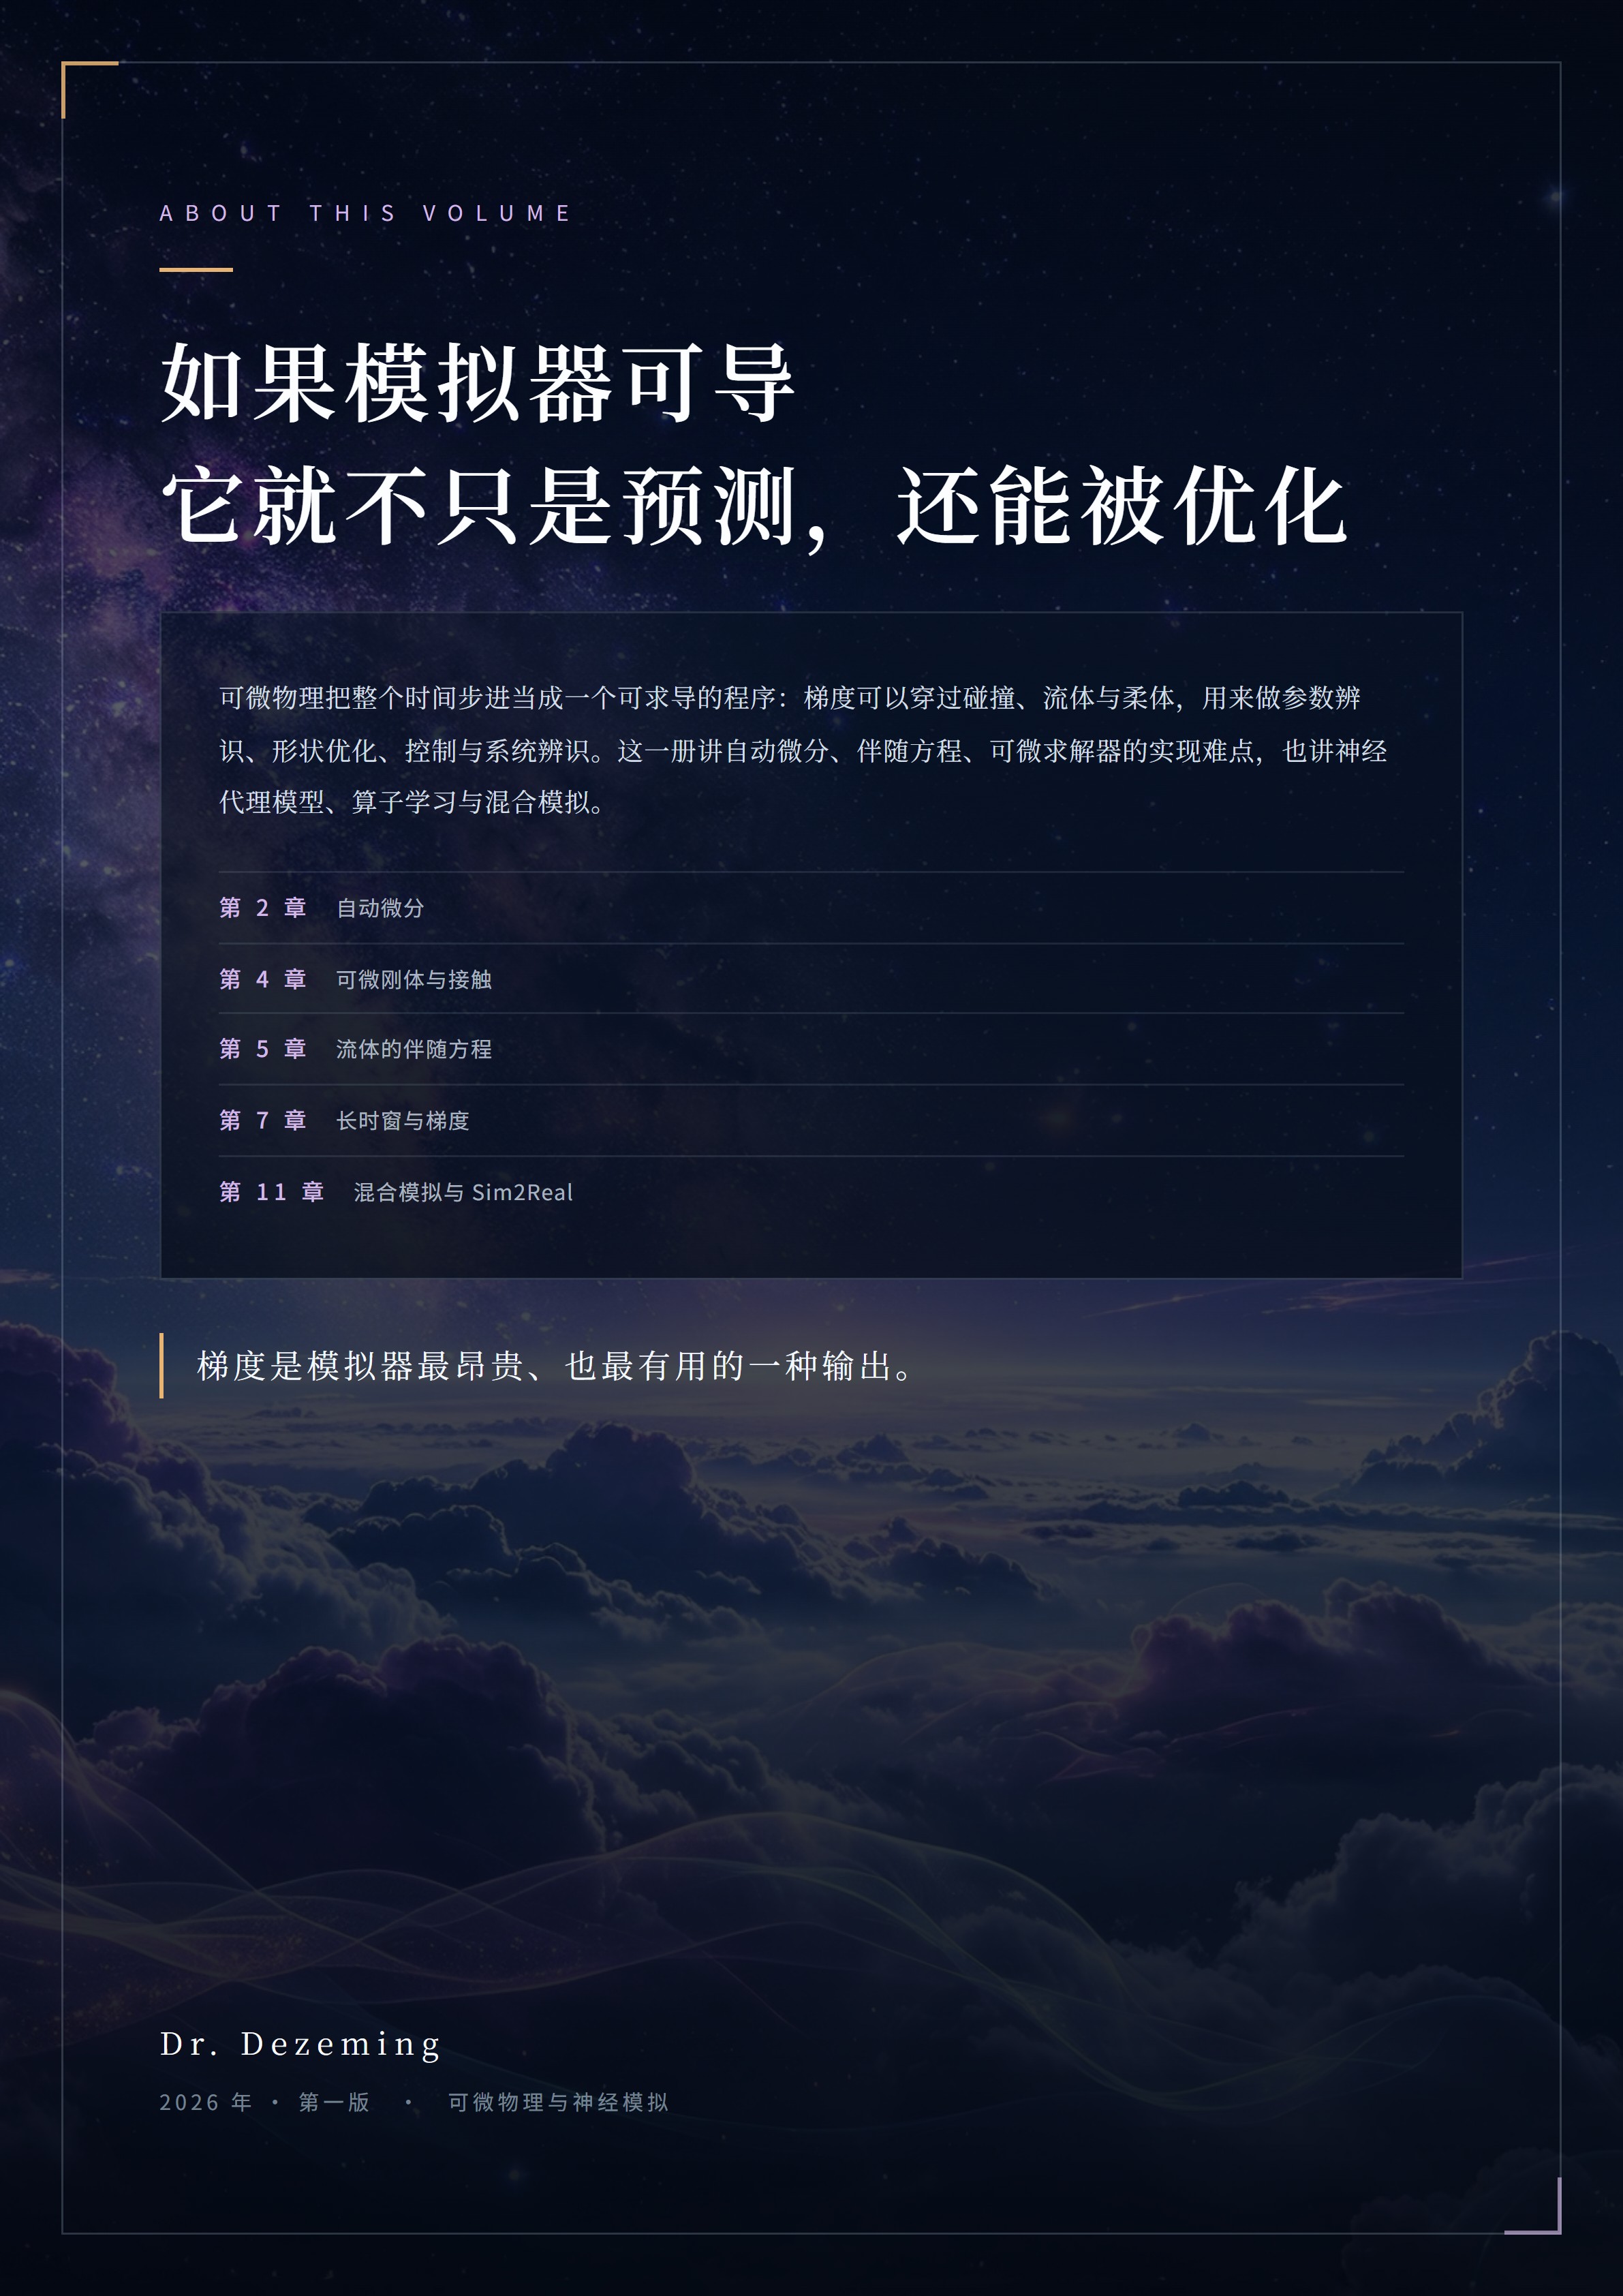 ABOUT THIS VOLUME
如果模拟器可导
它就不只是预测，还能被优化
可微物理把整个时间步进当成一个可求导的程序：梯度可以穿过碰撞、流体与柔体，用来做参数辨
识、形状优化、控制与系统辨识。这一册讲自动微分、伴随方程、可微求解器的实现难点，也讲神经
代理模型、算子学习与混合模拟。
第 2 章 自动微分
第 4 章 可微刚体与接触
第 5 章 流体的伴随方程
第 7 章 长时窗与梯度
第 11 章 混合模拟与 Sim2Real
梯度是模拟器最昂贵、也最有用的一种输出。
Dr. Dezeming
2026 年 · 第一版 · 可微物理与神经模拟